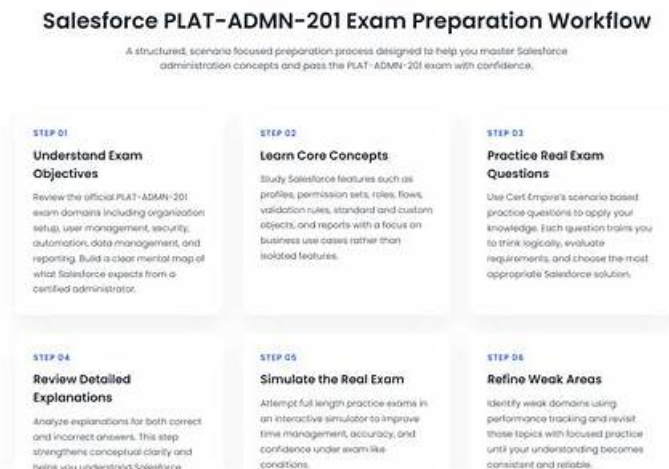 Salesforce PLAT-ADMN-201 Exam Preparation Workflow
A structured, scenario focused preparation process designed to help you master Salesforce
administration concepts and pass the PLAT-ADMN-201 exam with confidence.
STEP 01
Understand Exam
Objectives
Review the official PLAT-ADMN-201
exam domains including organization
setup, user management, security,
automation, data management, and
reporting. Build a clear mental map of
what Salesforce expects from a
certified administrator.
STEP 02
Learn Core Concepts
Study Salesforce features such as
profiles, permission sets, roles, flows,
validation rules, standard and custom
objects, and reports with a focus on
business use cases rather than
isolated features.
STEP 03
Practice Real Exam
Questions
Use Cert Empire's scenario based
practice questions to apply your
knowledge. Each question trains you
to think logically, evaluate
requirements, and choose the most
appropriate Salesforce solution.
STEP 04
Review Detailed
Explanations
Analyze explanations for both correct
and incorrect answers. This step
strengthens conceptual clarity and
helps you understand Salesforce
STEP 05
Simulate the Real Exam
Attempt full length practice exams in
an interactive simulator to improve
time management, accuracy, and
confidence under exam like
conditions.
STEP 06
Refine Weak Areas
Identify weak domains using
performance tracking and revisit
those topics with focused practice
until your understanding becomes
consistent and reliable.